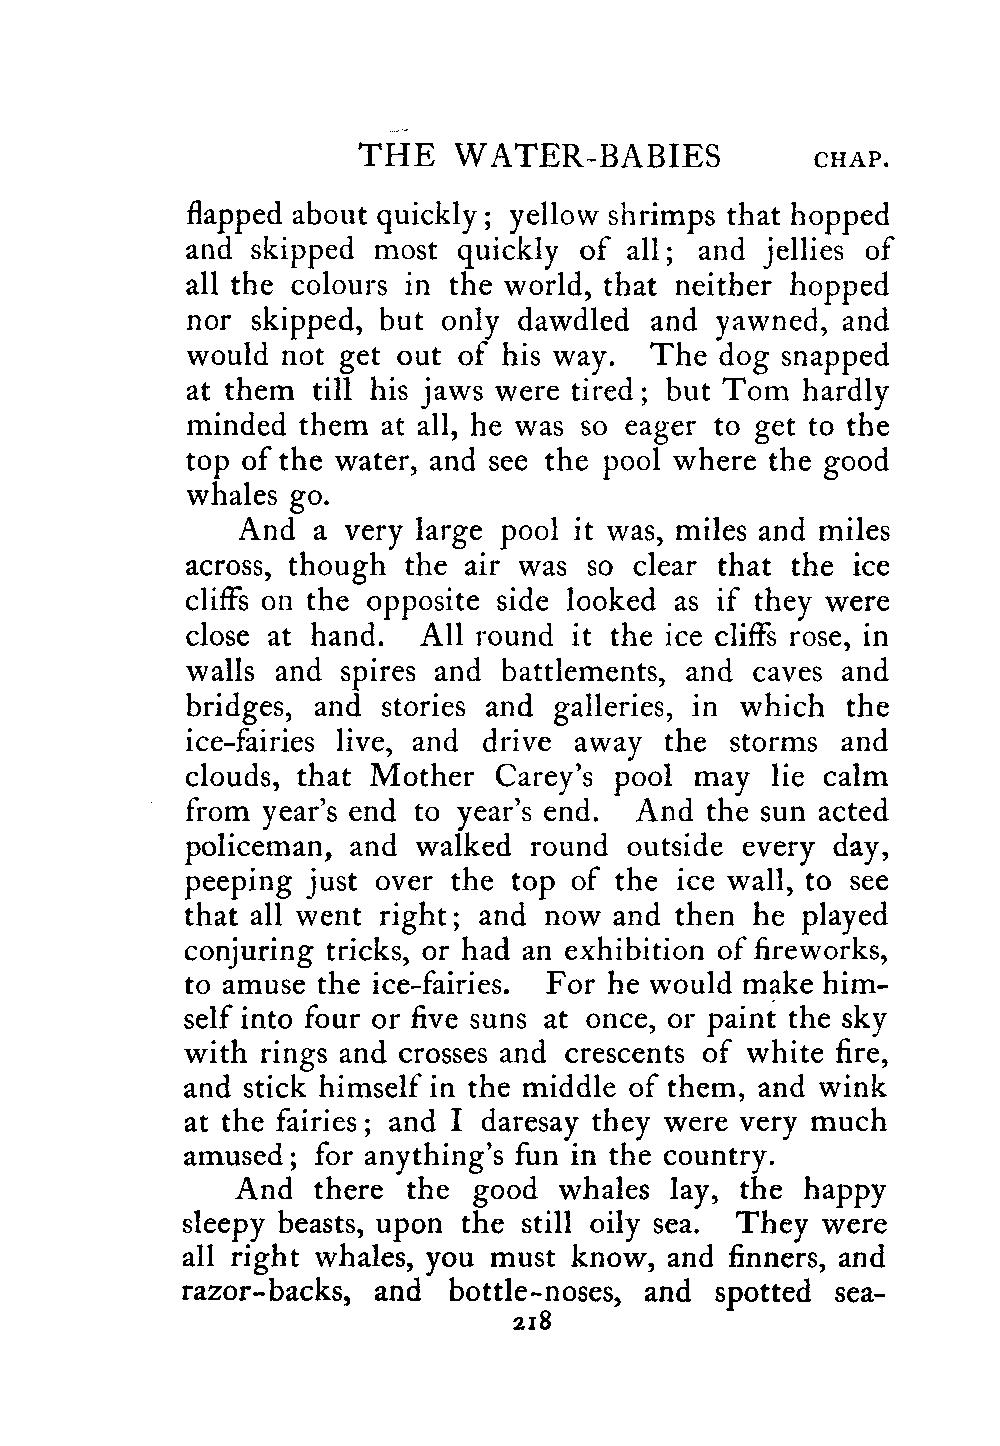 THE WATER-BABIES CHAP.
flapped about quickly; yellow shrimps that hopped
and skipped most quickly of all; and jellies of
all the colours in the world, that neither hopped
nor skipped, but only dawdled and yawned, and
would not get out of his way. The dog snapped
at them till his jaws were tired; but Tom hardly
minded them at all, he was so eager to get to the
top of the water, and see the pool where the good
whales go.
And a very large pool it was, miles and miles
across, though the air was so clear that the ice
cliffs on the opposite side looked as if they were
close at hand. All round it the ice cliffs rose, in
walls and spires and battlements, and caves and
bridges, and stories and galleries, in which the
ice-fairies live, and drive away the storms and
clouds, that Mother Carey's pool may lie calm
from year's end to year's end. And the sun acted
policeman, and walked round outside every day,
peeping just over the top of the ice wall, to see
that all went right; and now and then he played
conjuring tricks, or had an exhibition of fireworks,
to amuse the ice-fairies. For he would make him-
self into four or five suns at once, or paint the sky
with rings and crosses and crescents of white fire,
and stick himself in the middle of them, and wink
at the fairies; and I daresay they were very much
amused; for anything's fun in the country.
And there the good whales lay, the happy
sleepy beasts, upon the still oily sea. They were
all right whales, you must know, and finners, and
razor-backs, and bottle-noses, and spotted sea-
218